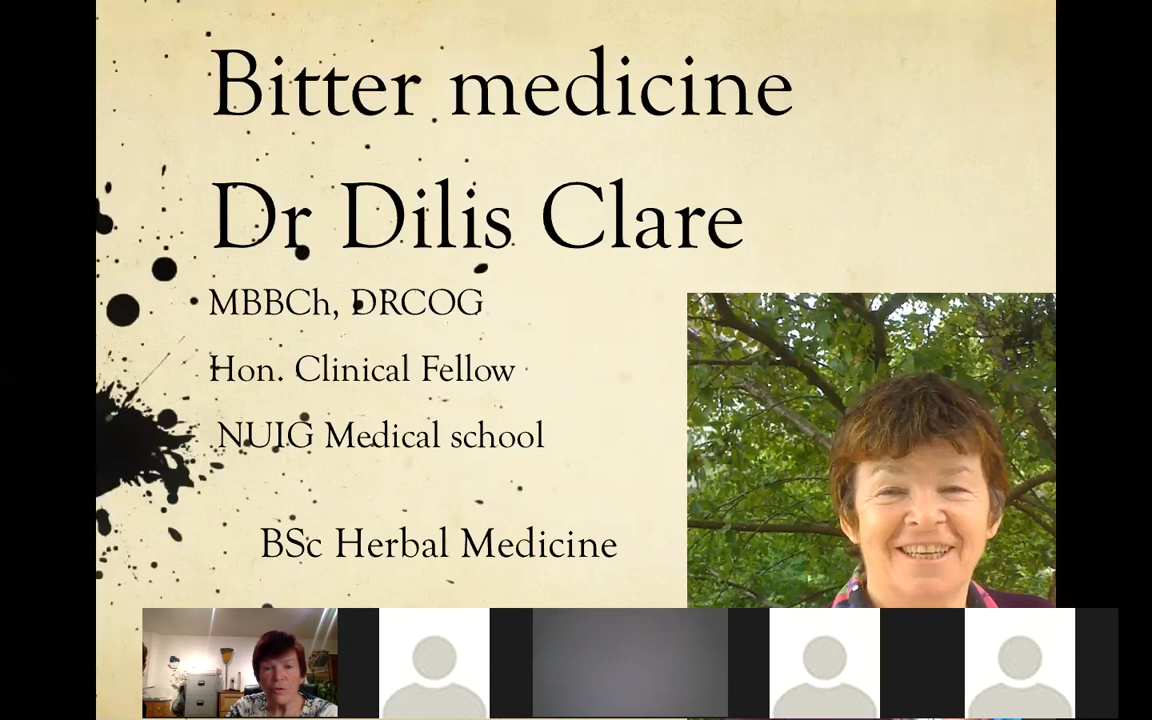 Bitter medicine
Dr Dilis Clare
MBBCh, DRCOG
Hon. Clinical Fellow
NUIG Medical school
BSc Herbal Medicine